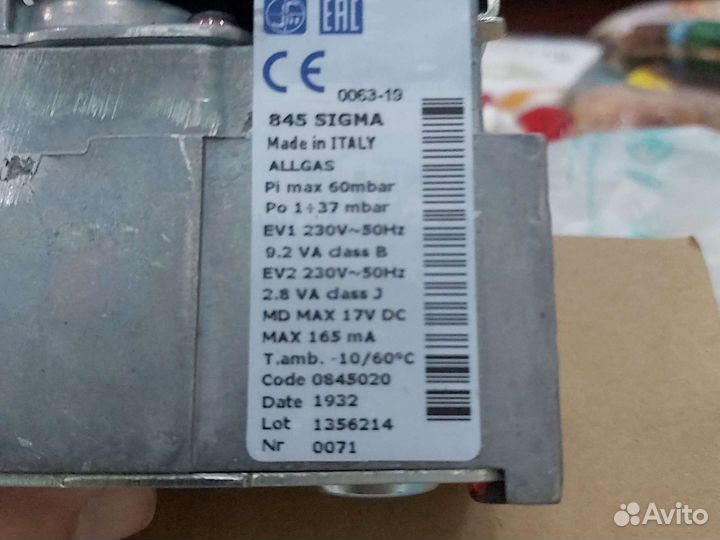 EAC
CE
0063-19
845 SIGMA
Made in ITALY
ALLGAS
Pi max 60mbar
Po 1÷37 mbar
EV1 230V~50Hz
9.2 VA class B
EV2 230V~50Hz
2.8 VA class J
MD MAX 17V DC
MAX 165 mA
T.amb. -10/60°C
Code 0845020
Date 1932
Lot 1356214
Nr 0071
Avito